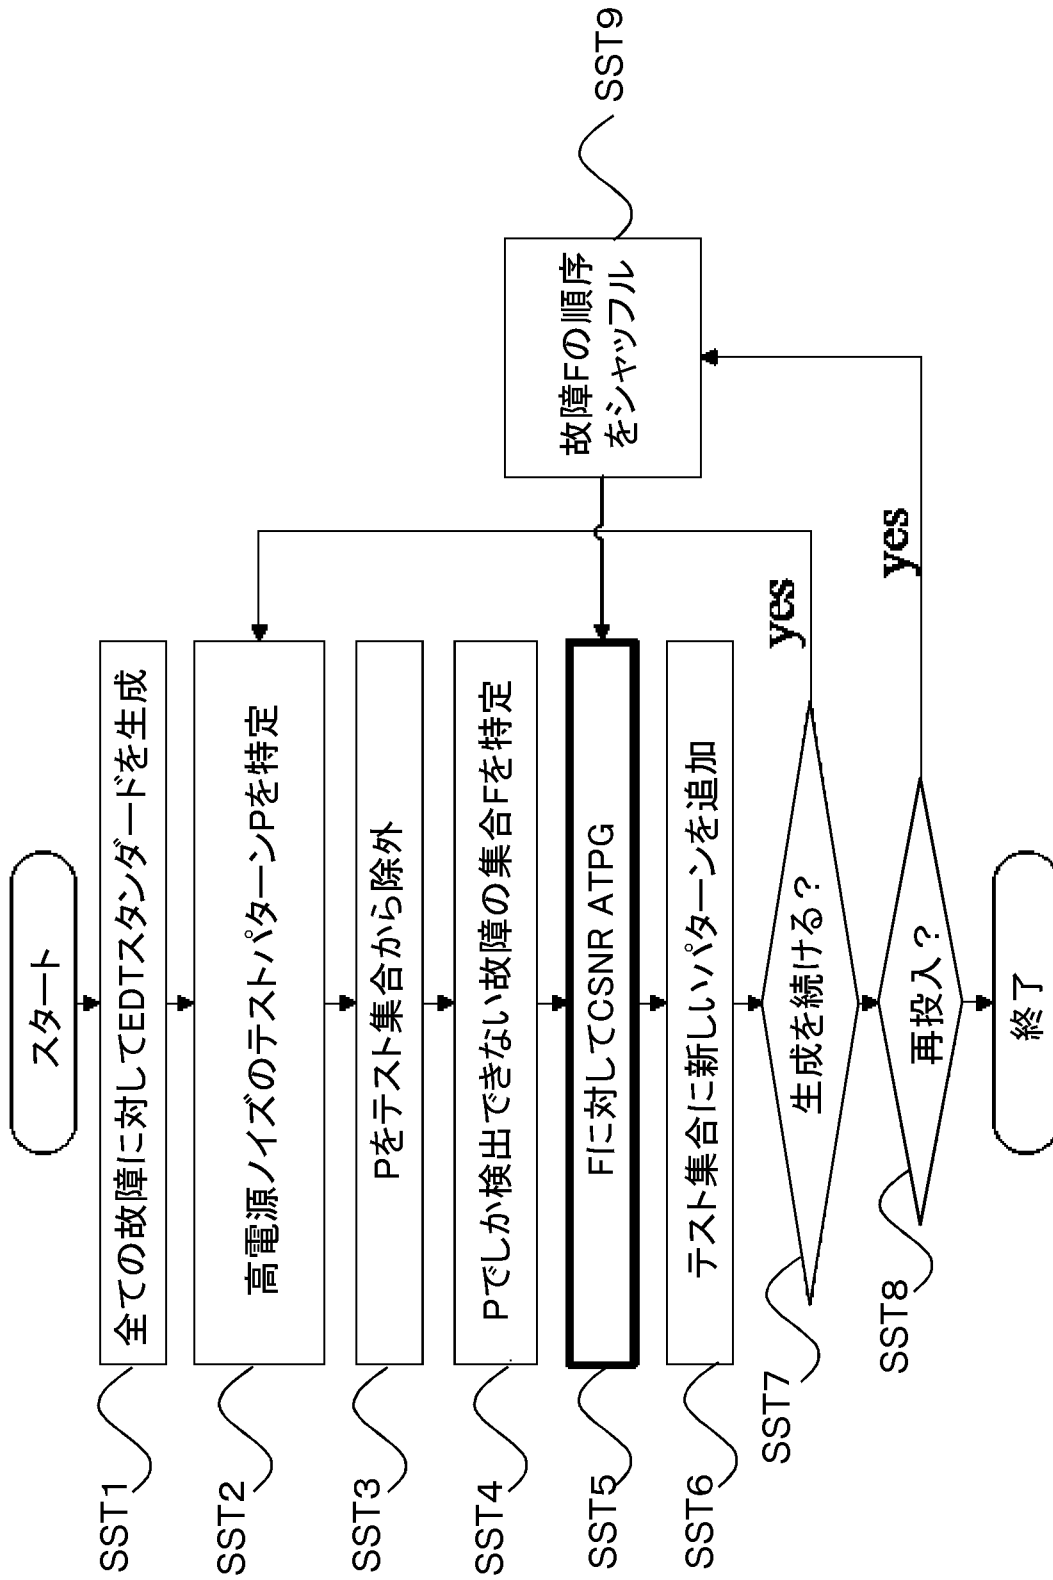 スタート
SST1
全ての故障に対してEDTスタンダードを生成
SST2
高電源ノイズのテストパターンPを特定
SST3
Pをテスト集合から除外
SST4
Pでしか検出できない故障の集合Fを特定
SST5
Fに対してCSNR ATPG
SST6
テスト集合に新しいパターンを追加
SST7
生成を続ける?
yes
SST8
再投入?
yes
SST9
故障Fの順序
をシャッフル
終了